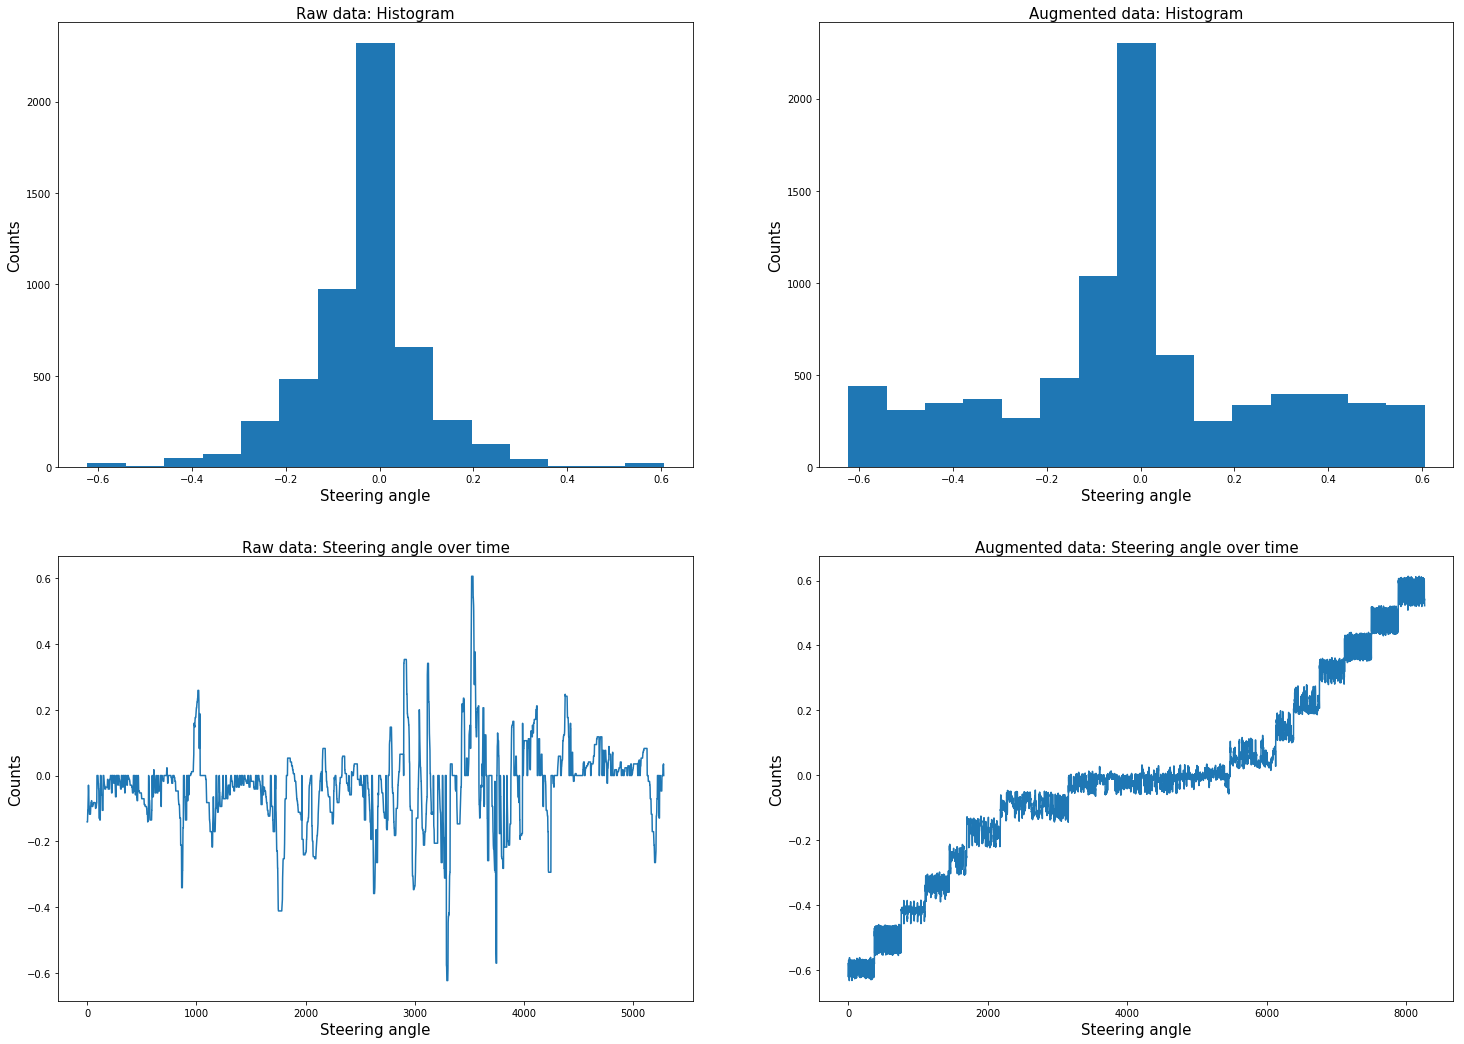 Raw data: Histogram
Counts
2000
1500
1000
500
0
−0.6 −0.4 −0.2 0.0 0.2 0.4 0.6
Steering angle
Augmented data: Histogram
Counts
2000
1500
1000
500
0
−0.6 −0.4 −0.2 0.0 0.2 0.4 0.6
Steering angle
Raw data: Steering angle over time
Counts
0.6
0.4
0.2
0.0
−0.2
−0.4
−0.6
0 1000 2000 3000 4000 5000
Steering angle
Augmented data: Steering angle over time
Counts
0.6
0.4
0.2
0.0
−0.2
−0.4
−0.6
0 2000 4000 6000 8000
Steering angle